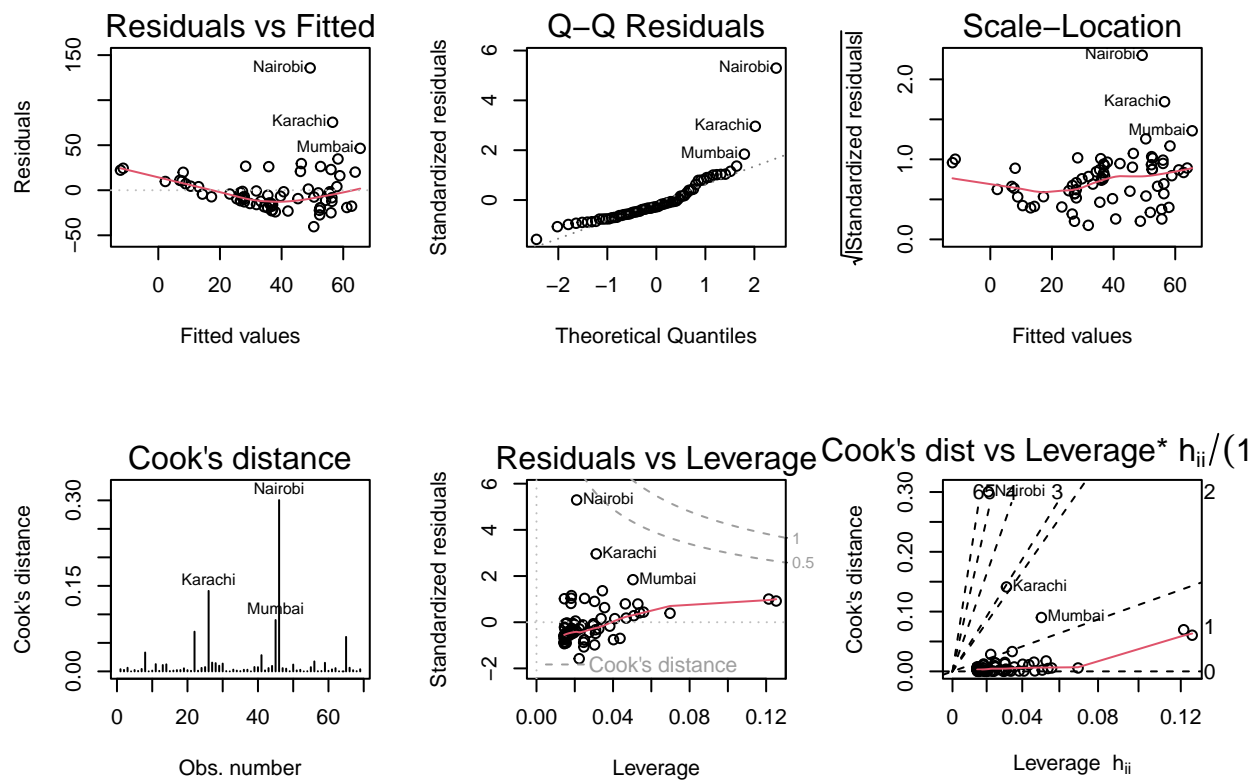 Residuals vs Fitted
Residuals
150
50
0
−50
Nairobi
Karachi
Mumbai
0 20 40 60
Fitted values
Q−Q Residuals
Standardized residuals
6
4
2
0
Nairobi
Karachi
Mumbai
−2 −1 0 1 2
Theoretical Quantiles
Scale−Location
√|Standardized residuals|
2.0
1.0
0.0
Nairobi
Karachi
Mumbai
0 20 40 60
Fitted values
Cook's distance
Cook's distance
0.30
0.15
0.00
Nairobi
Karachi
Mumbai
0 20 40 60
Obs. number
Residuals vs Leverage
Standardized residuals
6
4
2
0
−2
Nairobi
Karachi
Mumbai
1
0.5
Cook's distance
0.00 0.04 0.08 0.12
Leverage
Cook's dist vs Leverage* hii/(1
Cook's distance
0.30
0.20
0.10
0.00
6 5 4 3
2
1
0
Nairobi
Karachi
Mumbai
0 0.04 0.08 0.12
Leverage hii